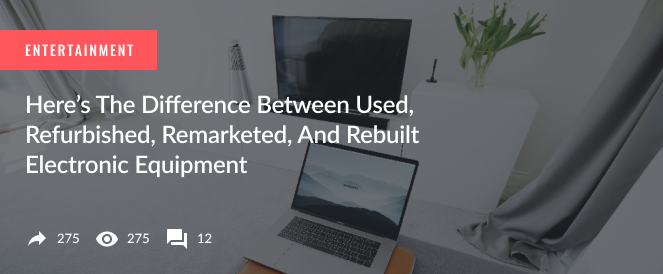 ENTERTAINMENT
Here's The Difference Between Used,
Refurbished, Remarketed, And Rebuilt
Electronic Equipment
275 275 12